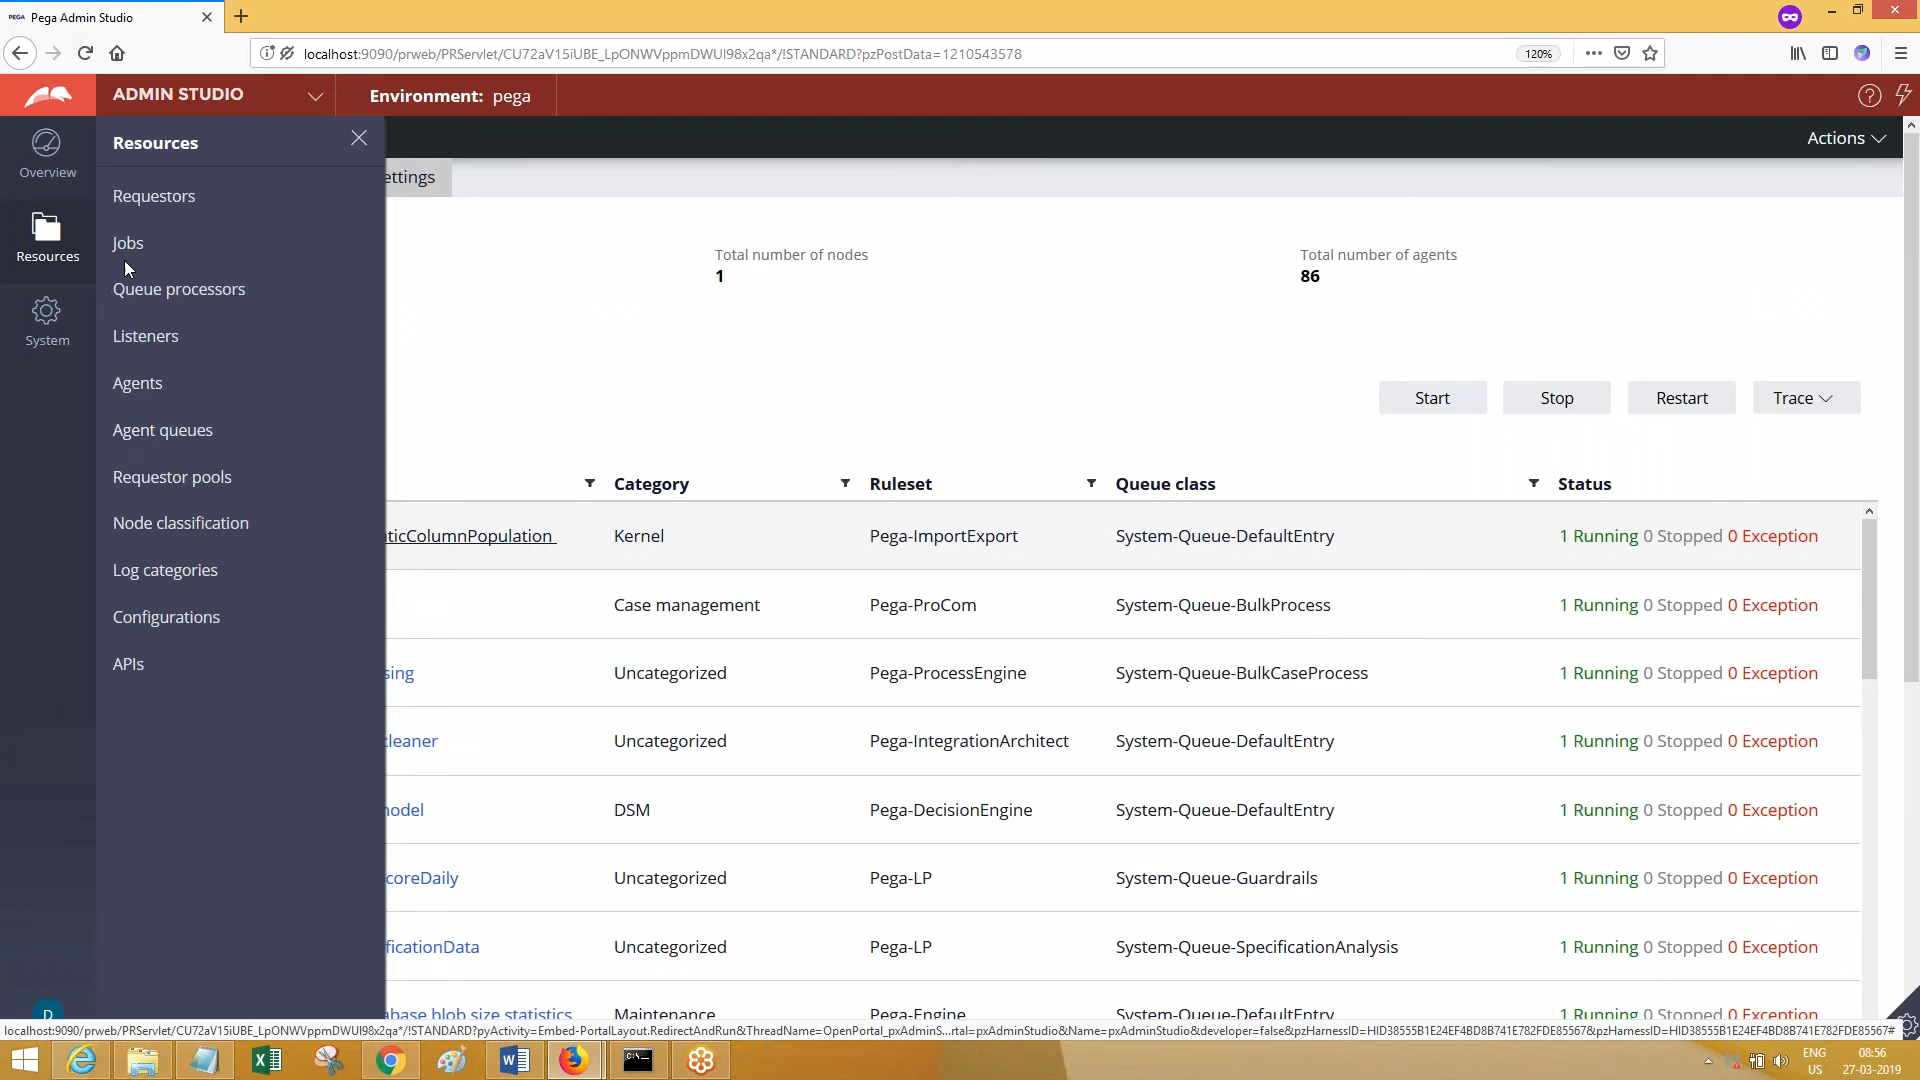 PEGA Pega Admin Studio
localhost:9090/prweb/PRServlet/CU72aV15iUBE_LpONWVppmDWUI98x2qa*/!STANDARD?pzPostData=1210543578
120%
ADMIN STUDIO
Environment: pega
Resources
Actions
Overview
ettings
Requestors
Jobs
Total number of nodes
1
Total number of agents
86
Resources
Queue processors
System
Listeners
Agents
Start
Stop
Restart
Trace
Agent queues
Requestor pools
Category
Ruleset
Queue class
Status
Node classification
ticColumnPopulation
Kernel
Pega-ImportExport
System-Queue-DefaultEntry
1 Running 0 Stopped 0 Exception
Log categories
Case management
Pega-ProCom
System-Queue-BulkProcess
1 Running 0 Stopped 0 Exception
Configurations
APIs
sing
Uncategorized
Pega-ProcessEngine
System-Queue-BulkCaseProcess
1 Running 0 Stopped 0 Exception
cleaner
Uncategorized
Pega-IntegrationArchitect
System-Queue-DefaultEntry
1 Running 0 Stopped 0 Exception
nodel
DSM
Pega-DecisionEngine
System-Queue-DefaultEntry
1 Running 0 Stopped 0 Exception
coreDaily
Uncategorized
Pega-LP
System-Queue-Guardrails
1 Running 0 Stopped 0 Exception
ficationData
Uncategorized
Pega-LP
System-Queue-SpecificationAnalysis
1 Running 0 Stopped 0 Exception
D
abase blob size statistics
Maintenance
Pega-Engine
System-Queue-DefaultEntry
1 Running 0 Stopped 0 Exception
localhost:9090/prweb/PRServlet/CU72aV15iUBE_LpONWVppmDWUI98x2qa*/!STANDARD?pyActivity=Embed-PortalLayout.RedirectAndRun&ThreadName=OpenPortal_pxAdminS...rtal=pxAdminStudio&Name=pxAdminStudio&developer=false&pzHarnessID=HID38555B1E24EF4BD8B741E782FDE85567&pzHarnessID=HID38555B1E24EF4BD8B741E782FDE85567#
ENG
US
08:56
27-03-2019